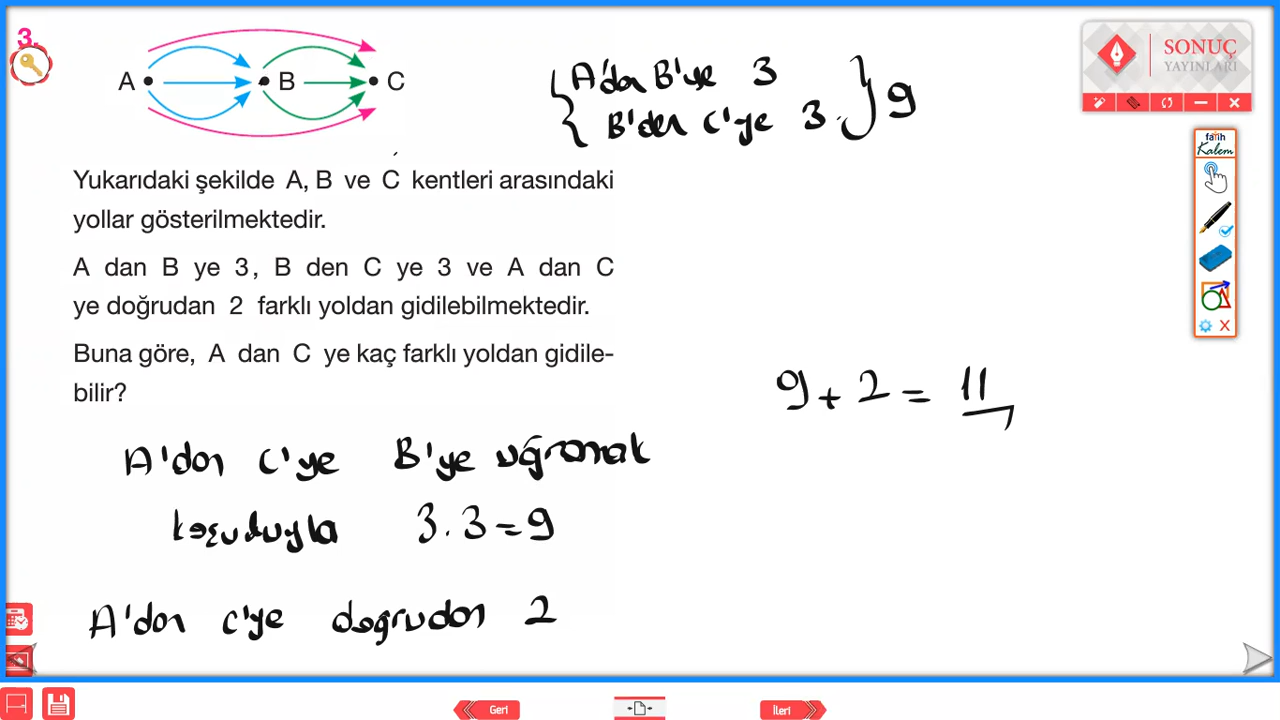 3.
A B C
A'dan B'ye 3
B'den C'ye 3
9
SONUÇ
YAYINLARI
fatih
Kalem
Yukarıdaki şekilde A, B ve C kentleri arasındaki
yollar gösterilmektedir.
A dan B ye 3, B den C ye 3 ve A dan C
ye doğrudan 2 farklı yoldan gidilebilmektedir.
Buna göre, A dan C ye kaç farklı yoldan gidile-
bilir?
9 + 2 = 11
A'dan C'ye B'ye uğramak
koşuluyla 3.3=9
A'dan C'ye doğrudan 2
Geri
İleri